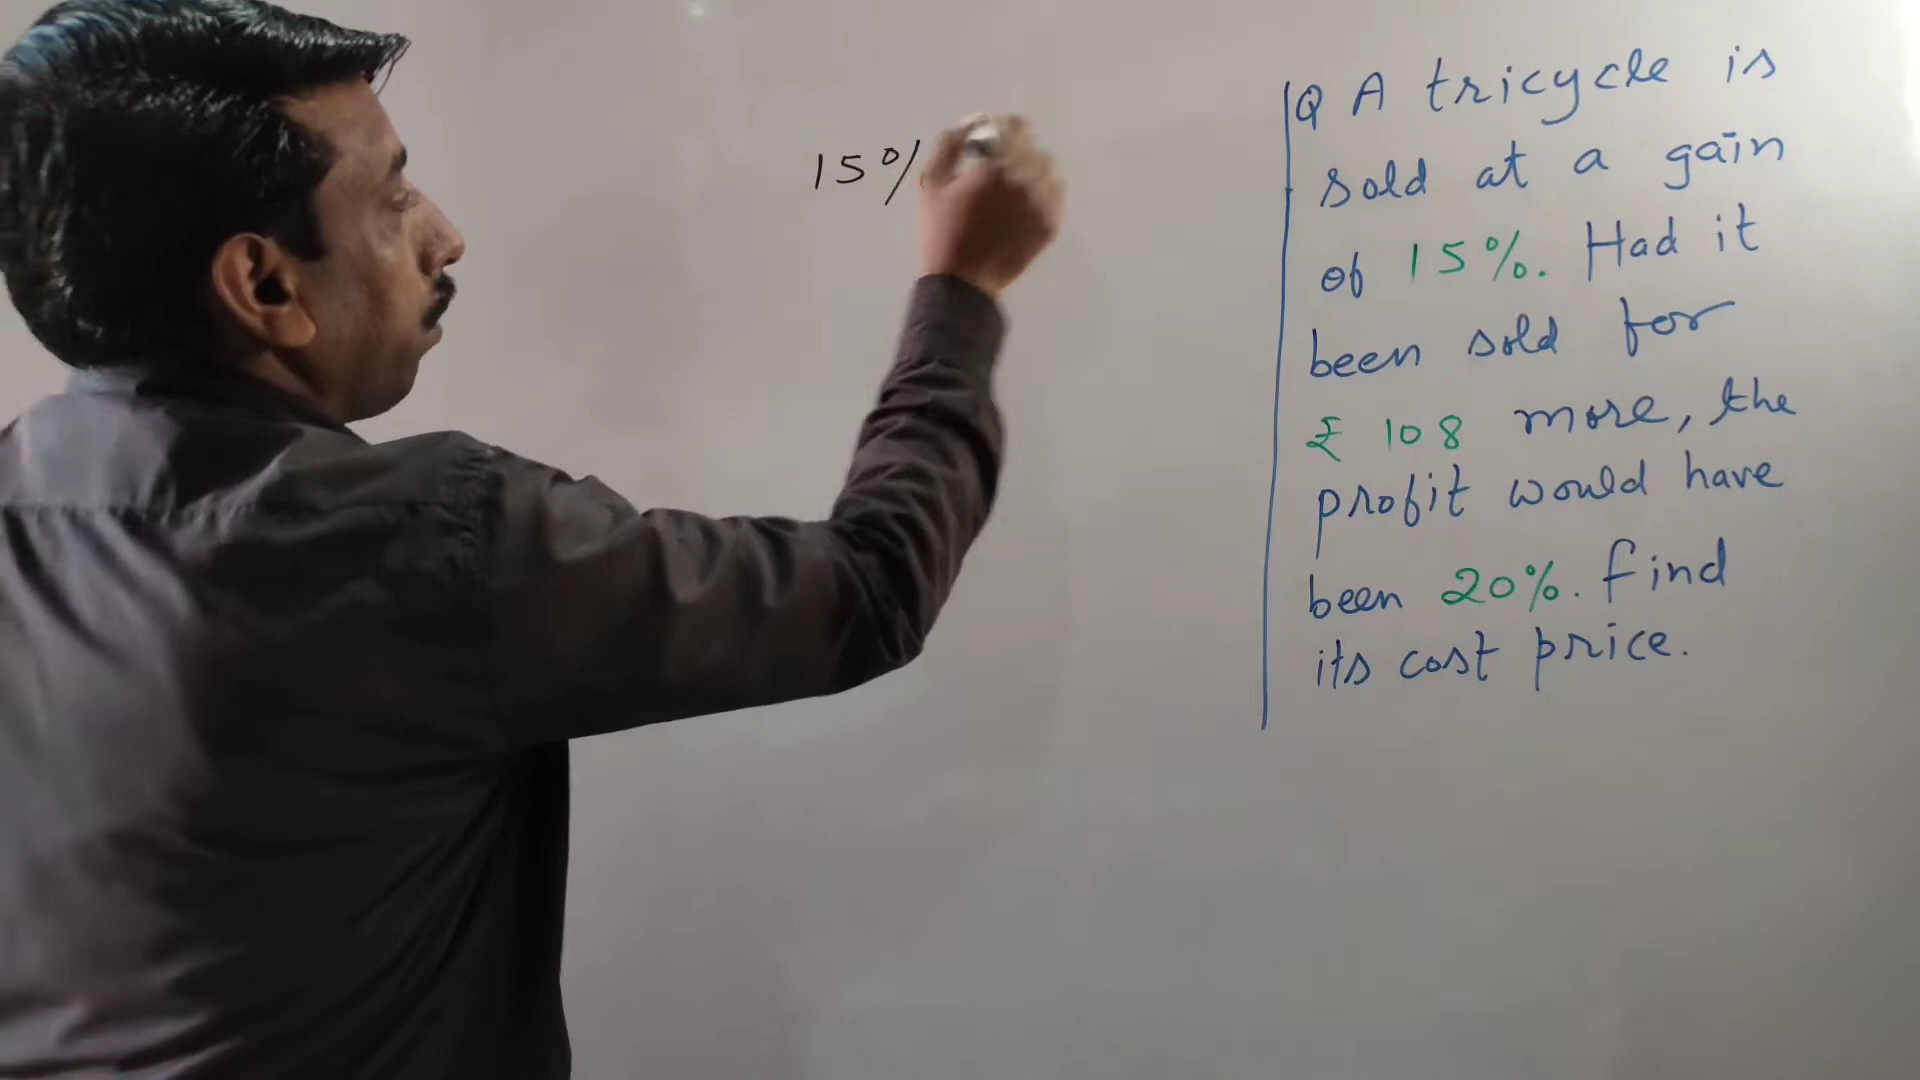 15%
Q A tricycle is
sold at a gain
of 15%. Had it
been sold for
₹ 108 more, the
profit would have
been 20%. find
its cost price.